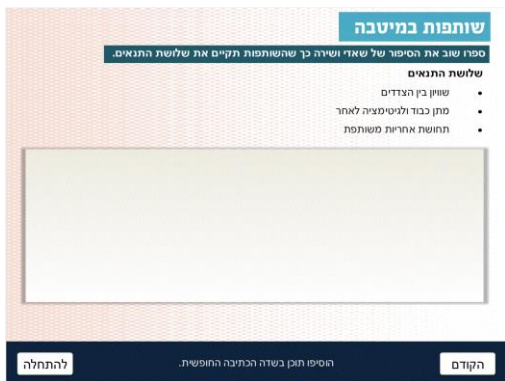 שותפות במיטבה
ספרו שוב את הסיפור של שאדי ושירה כך שהשותפות תקיים את שלושת התנאים.
שלושת התנאים
• שוויון בין הצדדים
• מתן כבוד ולגיטימציה לאחר
• תחושת אחריות משותפת
הקודם
הוסיפו תוכן בשדה הכתיבה החופשית.
להתחלה